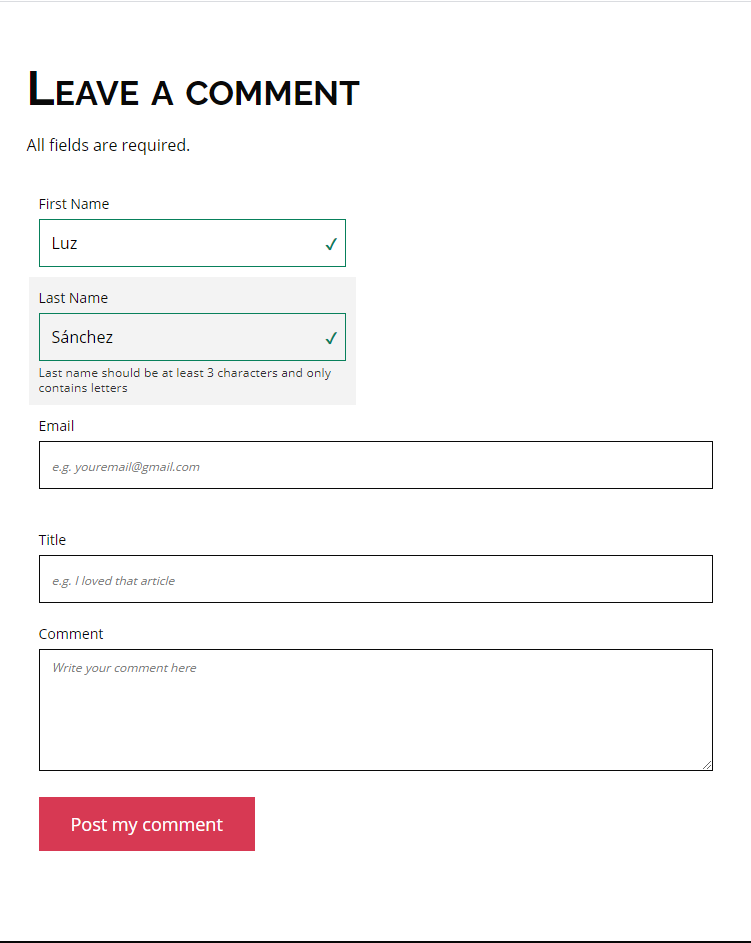 Leave a comment
All fields are required.
First Name
Luz
Last Name
Sánchez
Last name should be at least 3 characters and only
contains letters
Email
e.g. youremail@gmail.com
Title
e.g. I loved that article
Comment
Write your comment here
Post my comment